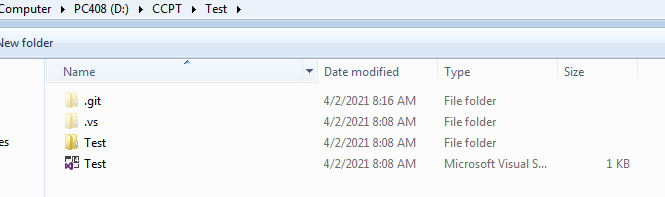 Computer ▸ PC408 (D:) ▸ CCPT ▸ Test ▸
New folder
Name Date modified Type Size
.git 4/2/2021 8:16 AM File folder
.vs 4/2/2021 8:08 AM File folder
Test 4/2/2021 8:08 AM File folder
es
Test 4/2/2021 8:08 AM Microsoft Visual S... 1 KB